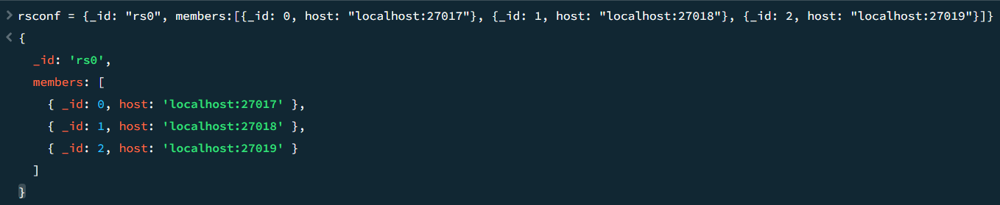 > rsconf = {_id: "rs0", members:[{_id: 0, host: "localhost:27017"}, {_id: 1, host: "localhost:27018"}, {_id: 2, host: "localhost:27019"}]}
< {
_id: 'rs0',
members: [
{ _id: 0, host: 'localhost:27017' },
{ _id: 1, host: 'localhost:27018' },
{ _id: 2, host: 'localhost:27019' }
]
}